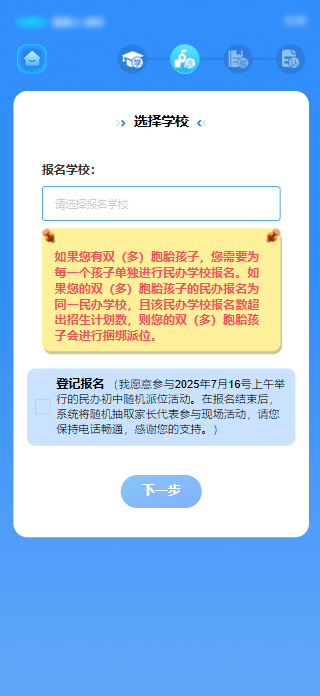 选择学校
报名学校：
请选择报名学校
如果您有双（多）胞胎孩子，您需要为
每一个孩子单独进行民办学校报名。如
果您的双（多）胞胎孩子的民办报名为
同一民办学校，且该民办学校报名数超
出招生计划数，则您的双（多）胞胎孩
子会进行捆绑派位。
登记报名 （我愿意参与2025年7月16号上午举
行的民办初中随机派位活动。在报名结束后，
系统将随机抽取家长代表参与现场活动，请您
保持电话畅通，感谢您的支持。）
下一步